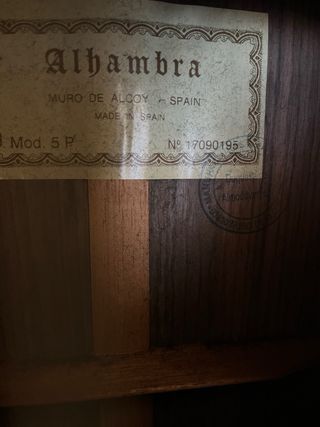 Alhambra
MURO DE ALCOY - SPAIN
MADE IN SPAIN
Mod. 5 P Nº 17090195